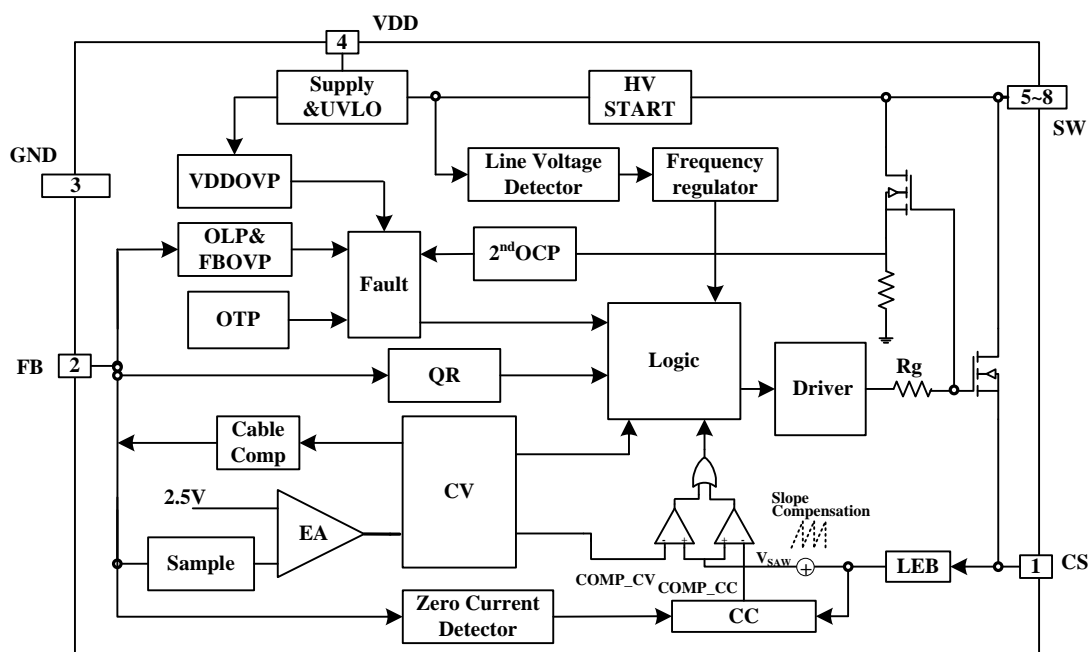 VDD
4
Supply
&UVLO
HV
START
5~8
SW
GND
3
VDDOVP
Line Voltage
Detector
Frequency
regulator
OLP&
FBOVP
Fault
2ndOCP
OTP
Logic
FB
2
QR
Driver
Rg
Cable
Comp
CV
2.5V
EA
Slope
Compensation
Sample
- + + -
VSAW
+
LEB
1
CS
COMP_CV
COMP_CC
Zero Current
Detector
CC